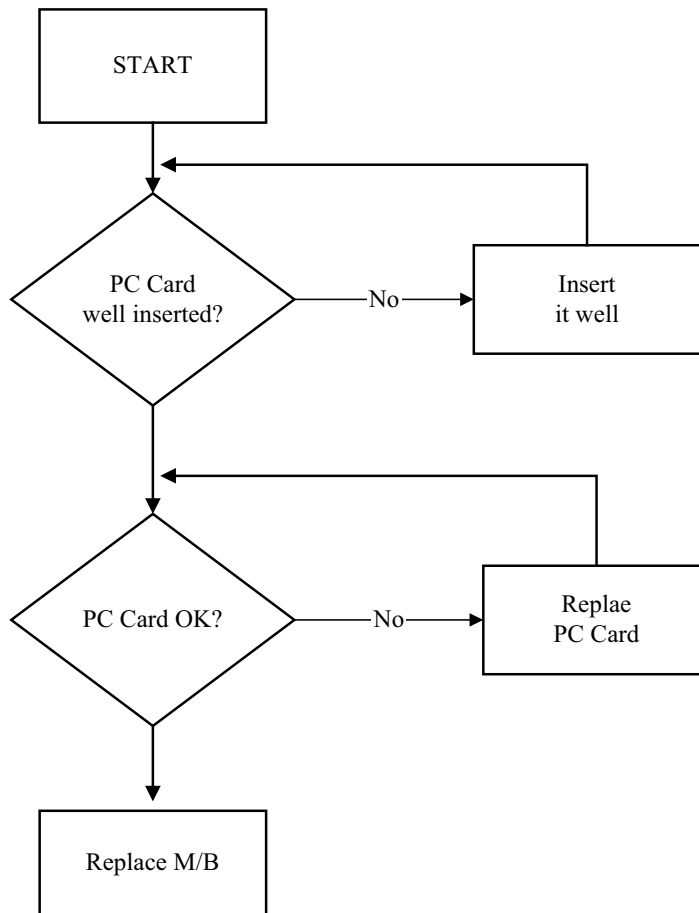 START
PC Card
well inserted?
No
Insert
it well
PC Card OK?
No
Replae
PC Card
Replace M/B